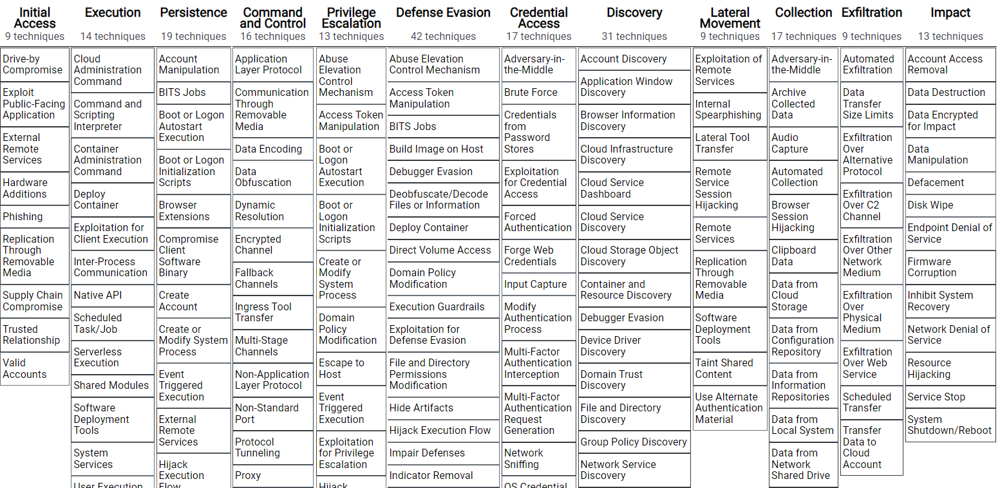 Initial
Access
9 techniques
Drive-by
Compromise
Exploit
Public-Facing
Application
External
Remote
Services
Hardware
Additions
Phishing
Replication
Through
Removable
Media
Supply Chain
Compromise
Trusted
Relationship
Valid
Accounts
Execution
14 techniques
Cloud
Administration
Command
Command and
Scripting
Interpreter
Container
Administration
Command
Deploy
Container
Exploitation for
Client Execution
Inter-Process
Communication
Native API
Scheduled
Task/Job
Serverless
Execution
Shared Modules
Software
Deployment
Tools
System
Services
User Execution
Persistence
19 techniques
Account
Manipulation
BITS Jobs
Boot or Logon
Autostart
Execution
Boot or Logon
Initialization
Scripts
Browser
Extensions
Compromise
Client
Software
Binary
Create
Account
Create or
Modify System
Process
Event
Triggered
Execution
External
Remote
Services
Hijack
Execution
Flow
Command
and Control
16 techniques
Application
Layer Protocol
Communication
Through
Removable
Media
Data Encoding
Data
Obfuscation
Dynamic
Resolution
Encrypted
Channel
Fallback
Channels
Ingress Tool
Transfer
Multi-Stage
Channels
Non-Application
Layer Protocol
Non-Standard
Port
Protocol
Tunneling
Proxy
Privilege
Escalation
13 techniques
Abuse
Elevation
Control
Mechanism
Access Token
Manipulation
Boot or
Logon
Autostart
Execution
Boot or
Logon
Initialization
Scripts
Create or
Modify
System
Process
Domain
Policy
Modification
Escape to
Host
Event
Triggered
Execution
Exploitation
for Privilege
Escalation
Hijack
Defense Evasion
42 techniques
Abuse Elevation
Control Mechanism
Access Token
Manipulation
BITS Jobs
Build Image on Host
Debugger Evasion
Deobfuscate/Decode
Files or Information
Deploy Container
Direct Volume Access
Domain Policy
Modification
Execution Guardrails
Exploitation for
Defense Evasion
File and Directory
Permissions
Modification
Hide Artifacts
Hijack Execution Flow
Impair Defenses
Indicator Removal
Credential
Access
17 techniques
Adversary-in-
the-Middle
Brute Force
Credentials
from
Password
Stores
Exploitation
for Credential
Access
Forced
Authentication
Forge Web
Credentials
Input Capture
Modify
Authentication
Process
Multi-Factor
Authentication
Interception
Multi-Factor
Authentication
Request
Generation
Network
Sniffing
OS Credential
Discovery
31 techniques
Account Discovery
Application Window
Discovery
Browser Information
Discovery
Cloud Infrastructure
Discovery
Cloud Service
Dashboard
Cloud Service
Discovery
Cloud Storage Object
Discovery
Container and
Resource Discovery
Debugger Evasion
Device Driver
Discovery
Domain Trust
Discovery
File and Directory
Discovery
Group Policy Discovery
Network Service
Discovery
Lateral
Movement
9 techniques
Exploitation of
Remote
Services
Internal
Spearphishing
Lateral Tool
Transfer
Remote
Service
Session
Hijacking
Remote
Services
Replication
Through
Removable
Media
Software
Deployment
Tools
Taint Shared
Content
Use Alternate
Authentication
Material
Collection
17 techniques
Adversary-in-
the-Middle
Archive
Collected
Data
Audio
Capture
Automated
Collection
Browser
Session
Hijacking
Clipboard
Data
Data from
Cloud
Storage
Data from
Configuration
Repository
Data from
Information
Repositories
Data from
Local System
Data from
Network
Shared Drive
Exfiltration
9 techniques
Automated
Exfiltration
Data
Transfer
Size Limits
Exfiltration
Over
Alternative
Protocol
Exfiltration
Over C2
Channel
Exfiltration
Over Other
Network
Medium
Exfiltration
Over
Physical
Medium
Exfiltration
Over Web
Service
Scheduled
Transfer
Transfer
Data to
Cloud
Account
Impact
13 techniques
Account Access
Removal
Data Destruction
Data Encrypted
for Impact
Data
Manipulation
Defacement
Disk Wipe
Endpoint Denial of
Service
Firmware
Corruption
Inhibit System
Recovery
Network Denial of
Service
Resource
Hijacking
Service Stop
System
Shutdown/Reboot